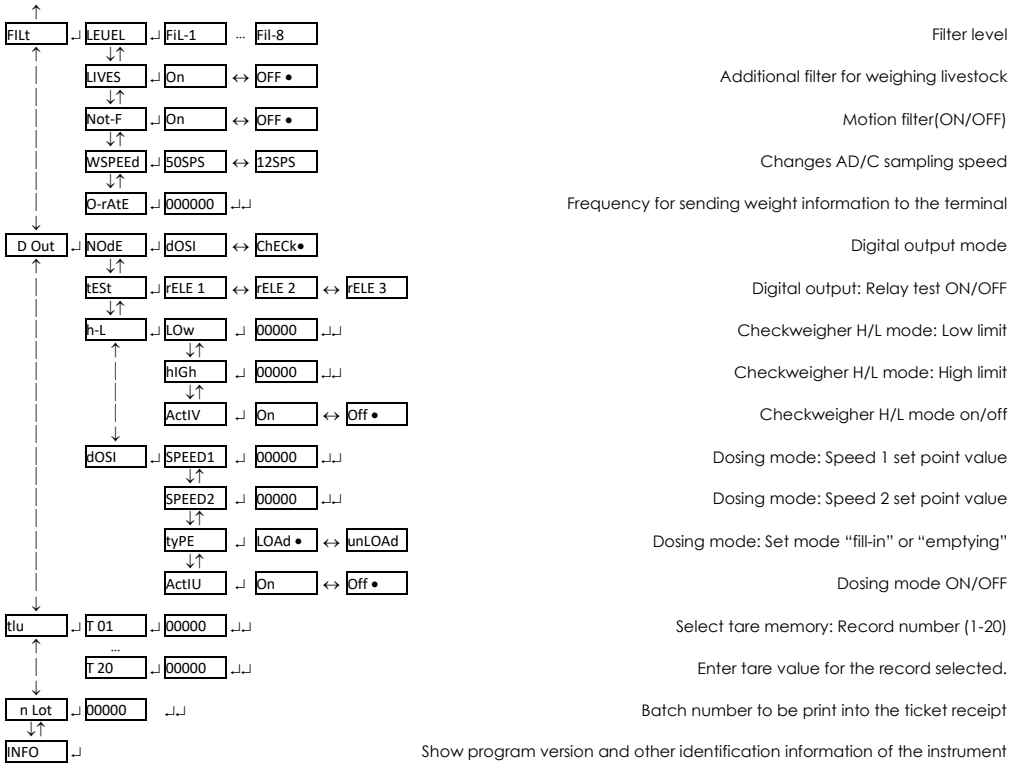 ↑
FILt ↵ LEUEL ↵ FiL-1 ... Fil-8 Filter level
↓↑
LIVES ↵ On ↔ OFF • Additional filter for weighing livestock
↓↑
Not-F ↵ On ↔ OFF • Motion filter(ON/OFF)
↓↑
WSPEEd ↵ 50SPS ↔ 12SPS Changes AD/C sampling speed
↓↑
O-rAtE ↵ 000000 ↵↵ Frequency for sending weight information to the terminal
D Out ↵ NOdE ↵ dOSI ↔ ChECk• Digital output mode
↓↑
tESt ↵ rELE 1 ↔ rELE 2 ↔ rELE 3 Digital output: Relay test ON/OFF
↓↑
h-L ↵ LOw ↵ 00000 ↵↵ Checkweigher H/L mode: Low limit
↓↑
hIGh ↵ 00000 ↵↵ Checkweigher H/L mode: High limit
↓↑
ActIV ↵ On ↔ Off • Checkweigher H/L mode on/off
dOSI ↵ SPEED1 ↵ 00000 ↵↵ Dosing mode: Speed 1 set point value
↓↑
SPEED2 ↵ 00000 ↵↵ Dosing mode: Speed 2 set point value
↓↑
tyPE ↵ LOAd • ↔ unLOAd Dosing mode: Set mode “fill-in” or “emptying”
↓↑
ActIU ↵ On ↔ Off • Dosing mode ON/OFF
tlu ↵ T 01 ↵ 00000 ↵↵ Select tare memory: Record number (1-20)
...
T 20 ↵ 00000 ↵↵ Enter tare value for the record selected.
n Lot ↵ 00000 ↵↵ Batch number to be print into the ticket receipt
↓↑
INFO ↵ Show program version and other identification information of the instrument